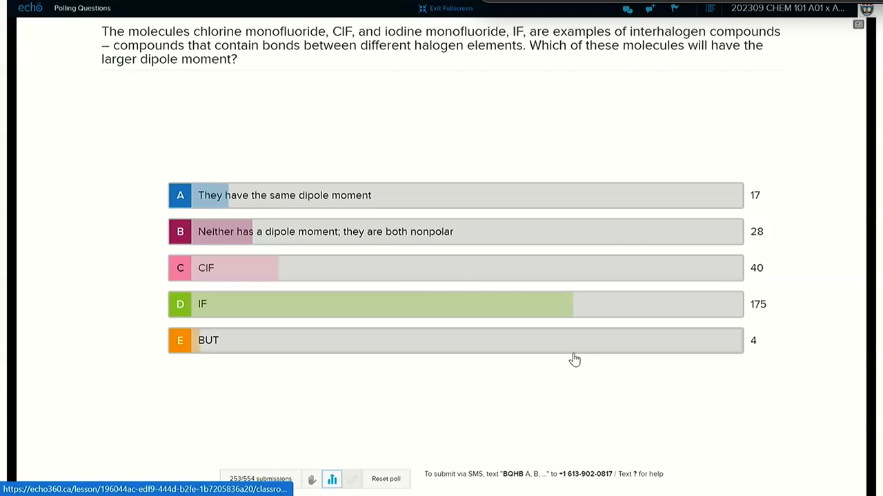 echo Polling Questions Exit Fullscreen 202309 CHEM 101 A01 x A...
The molecules chlorine monofluoride, ClF, and iodine monofluoride, IF, are examples of interhalogen compounds
– compounds that contain bonds between different halogen elements. Which of these molecules will have the
larger dipole moment?
A They have the same dipole moment 17
B Neither has a dipole moment; they are both nonpolar 28
C ClF 40
D IF 175
E BUT 4
253/554 submissions Reset poll To submit via SMS, text "BQHB A, B, ..." to +1 613-902-0817 / Text ? for help
https://echo360.ca/lesson/196044ac-edf9-444d-b2fe-1b7205836a20/classro...